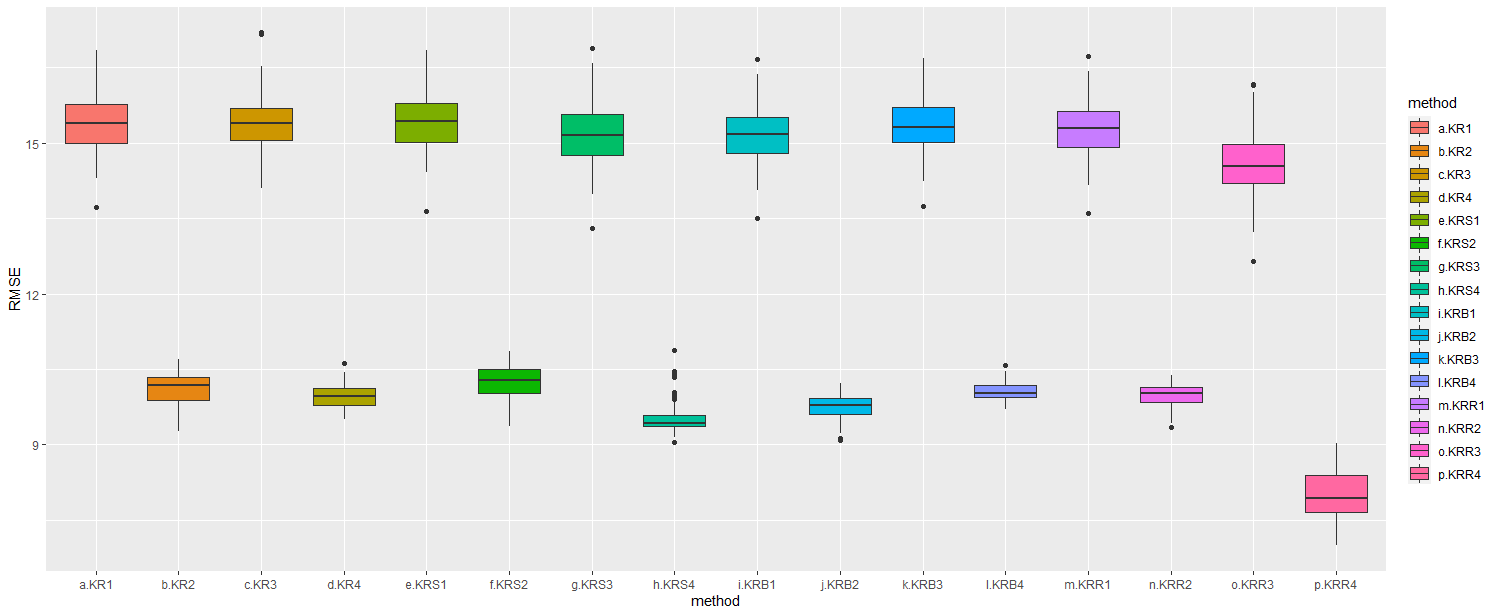 RMSE
15
12
9
a.KR1 b.KR2 c.KR3 d.KR4 e.KRS1 f.KRS2 g.KRS3 h.KRS4 i.KRB1 j.KRB2 k.KRB3 l.KRB4 m.KRR1 n.KRR2 o.KRR3 p.KRR4
method
method
a.KR1
b.KR2
c.KR3
d.KR4
e.KRS1
f.KRS2
g.KRS3
h.KRS4
i.KRB1
j.KRB2
k.KRB3
l.KRB4
m.KRR1
n.KRR2
o.KRR3
p.KRR4